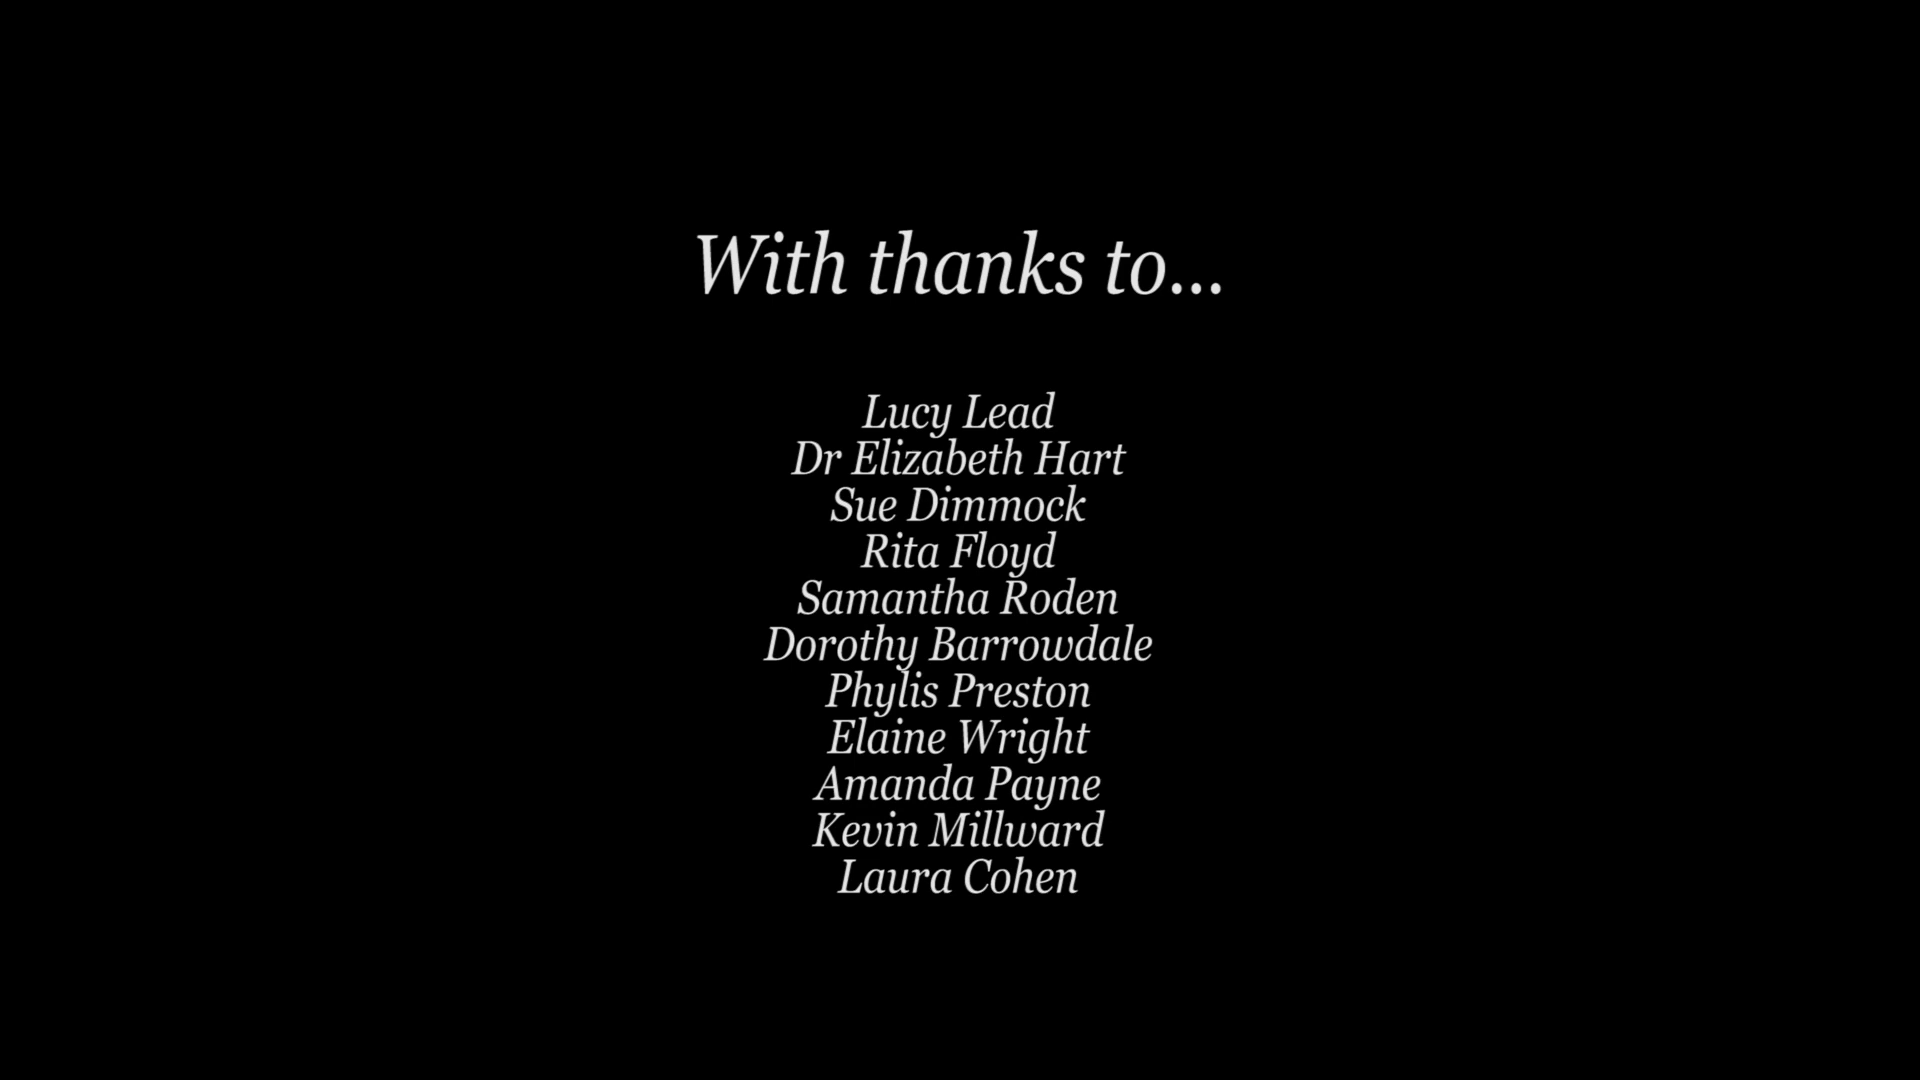 With thanks to...
Lucy Lead
Dr Elizabeth Hart
Sue Dimmock
Rita Floyd
Samantha Roden
Dorothy Barrowdale
Phylis Preston
Elaine Wright
Amanda Payne
Kevin Millward
Laura Cohen